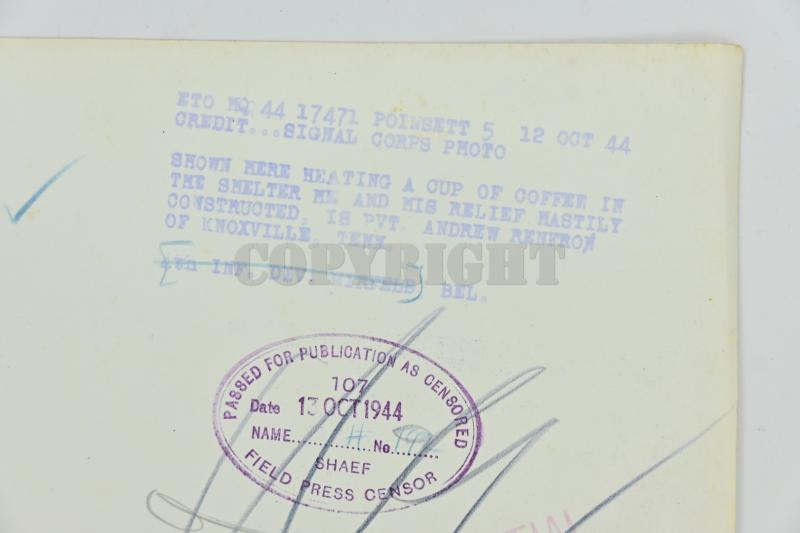 ETO HQ 44 17471 POINSETT 5 12 OCT 44
CREDIT...SIGNAL CORPS PHOTO
SHOWN HERE HEATING A CUP OF COFFEE IN
THE SHELTER HE AND HIS RELIEF HASTILY
CONSTRUCTED, IS PVT. ANDREW RENFRO
OF KNOXVILLE, TENN
4th INF. DIV. BEL.
COPYRIGHT
PASSED FOR PUBLICATION AS CENSORED
107
Date 13 OCT 1944
NAME..............No.........
SHAEF
FIELD PRESS CENSOR